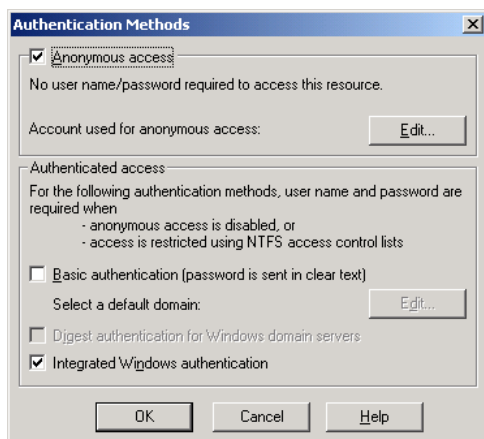 Authentication Methods
Anonymous access
No user name/password required to access this resource.
Account used for anonymous access:
Edit...
Authenticated access
For the following authentication methods, user name and password are
required when
- anonymous access is disabled, or
- access is restricted using NTFS access control lists
Basic authentication (password is sent in clear text)
Select a default domain:
Edit...
Digest authentication for Windows domain servers
Integrated Windows authentication
OK
Cancel
Help